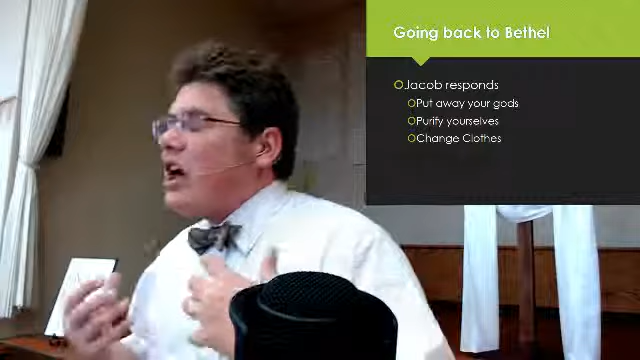 Going back to Bethel
Jacob responds
Put away your gods
Purify yourselves
Change Clothes